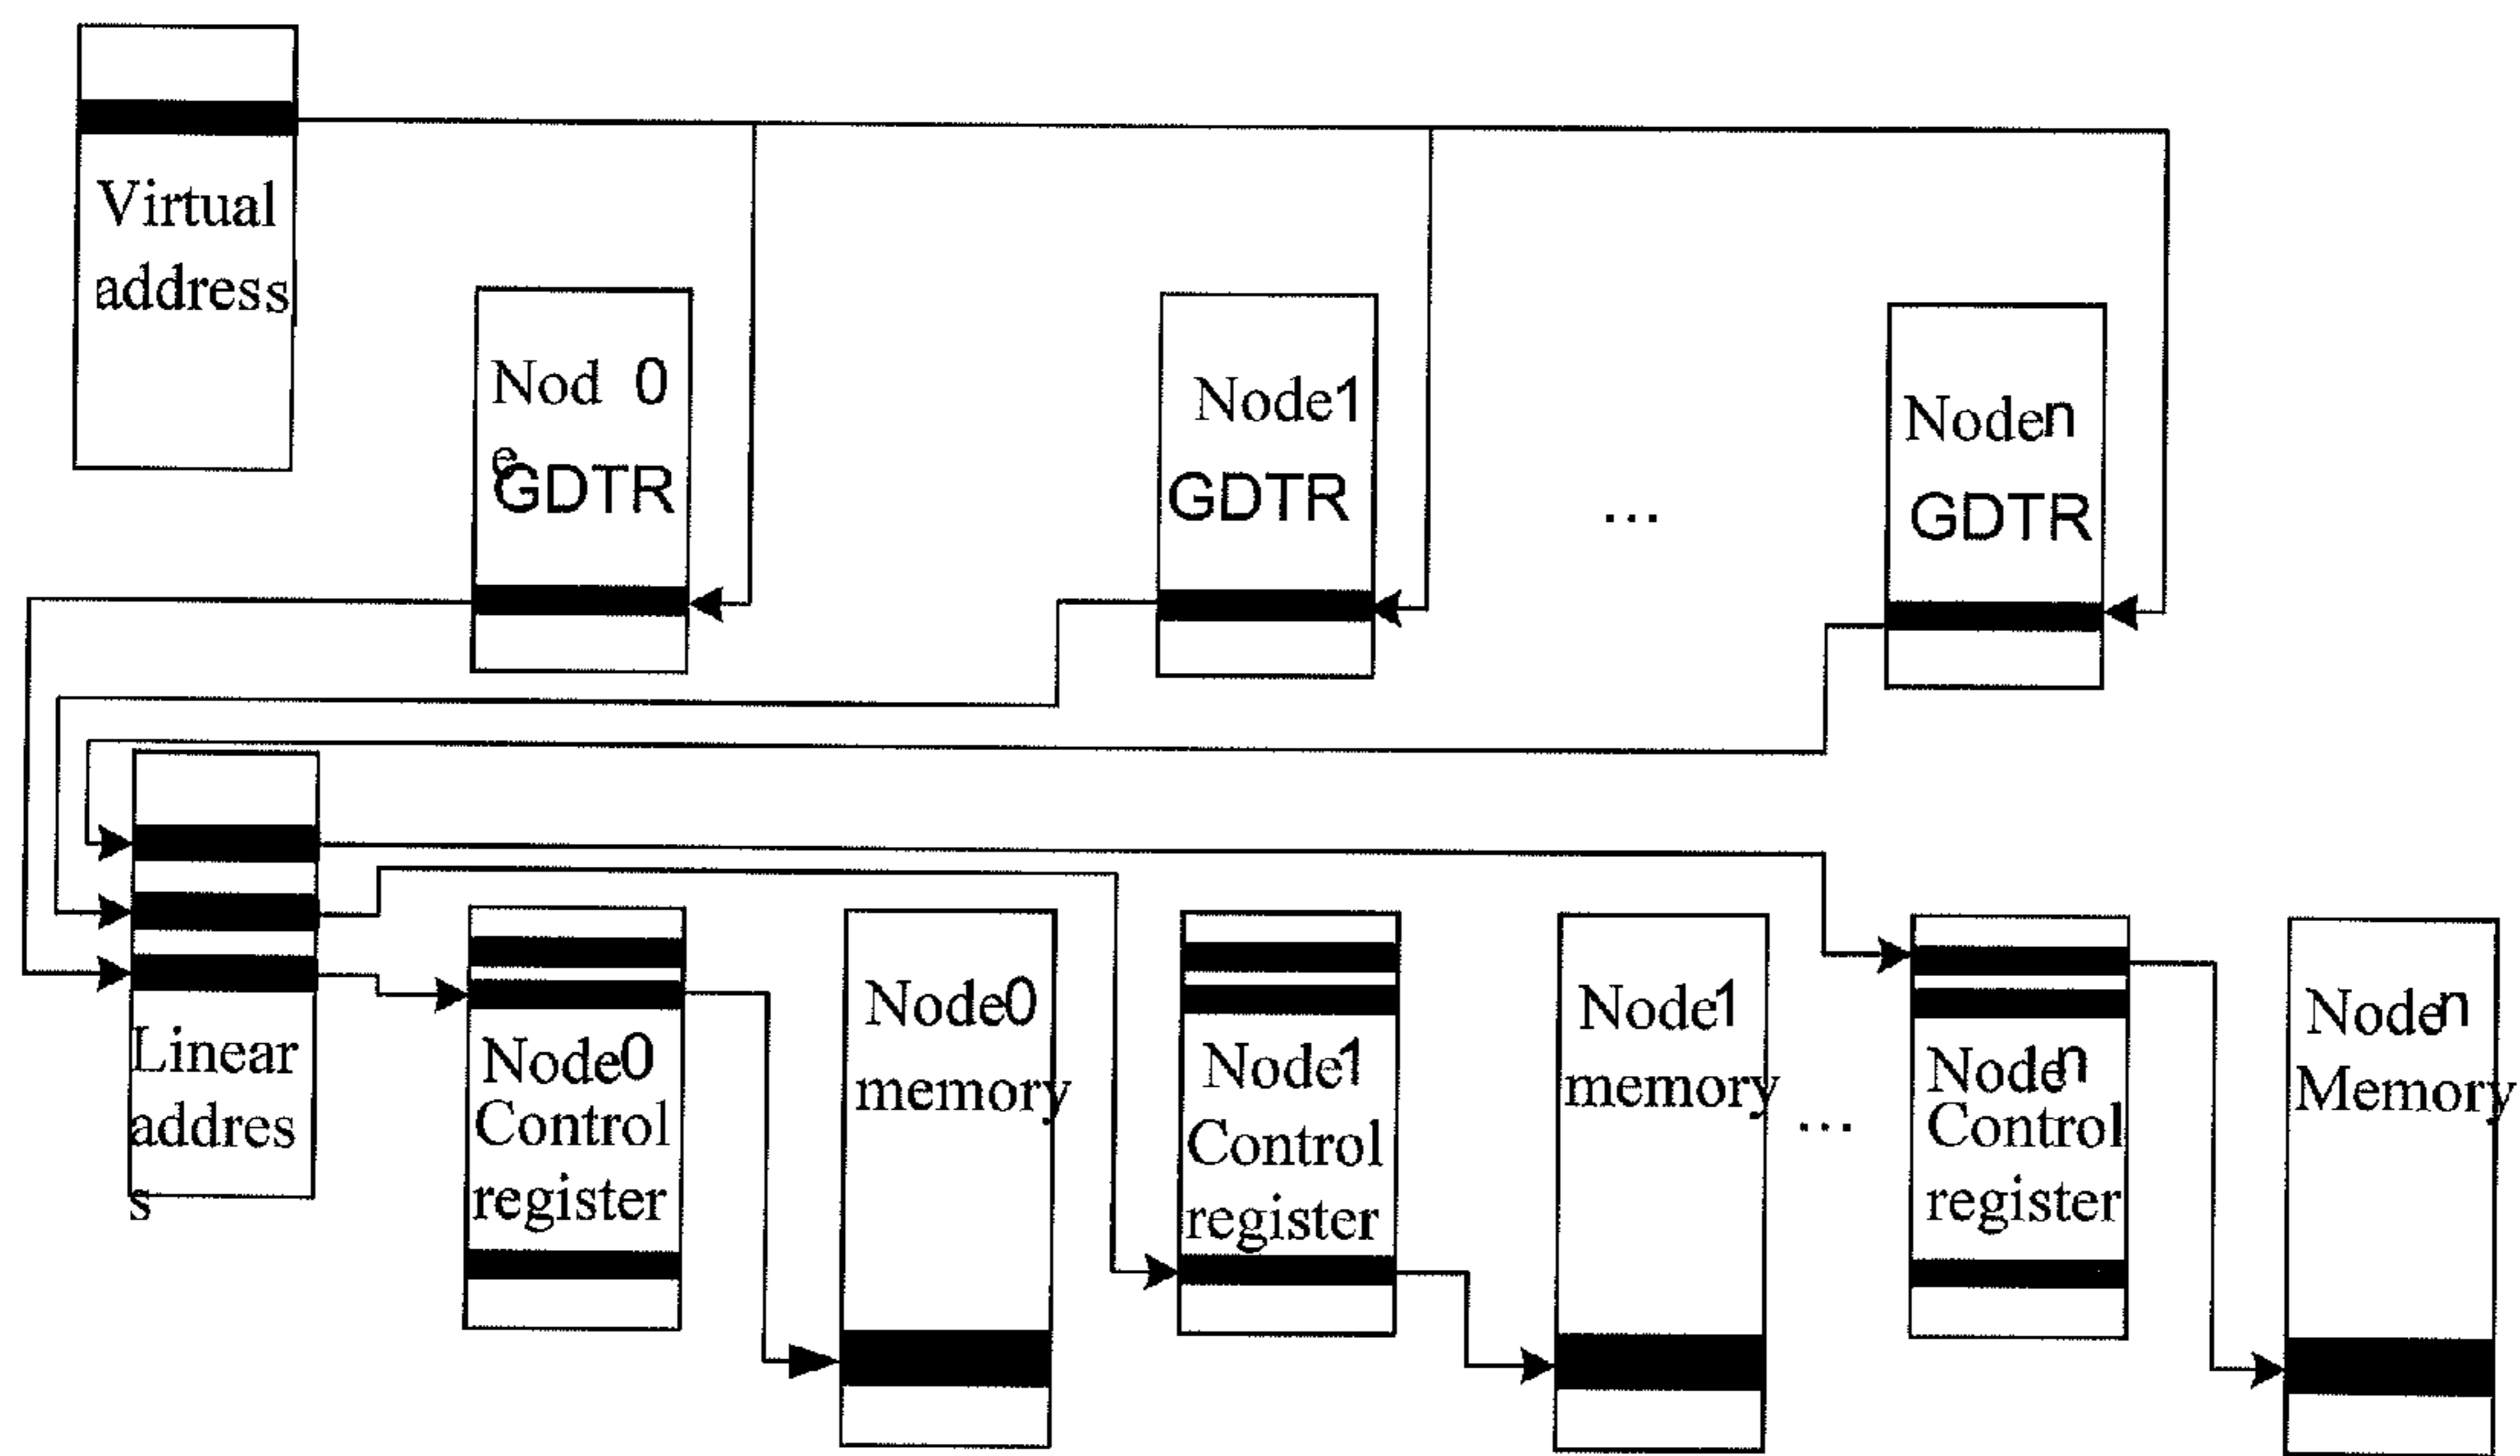 Virtual
address
Nod 0
e
GDTR
Node1
GDTR
...
Noden
GDTR
Linear
addres
s
Node0
Control
register
Node0
memory
Node1
Control
register
Node1
memory
...
Noden
Control
register
Noden
Memory